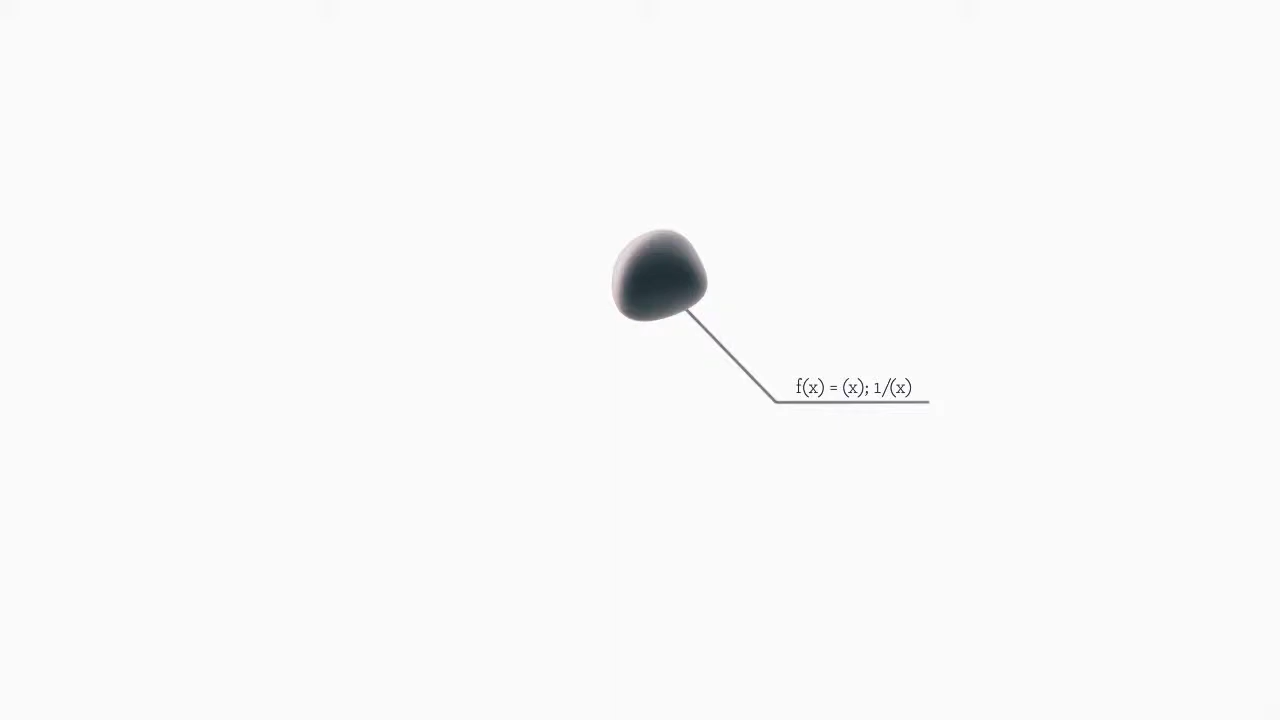 f(x) = (x); 1/(x)